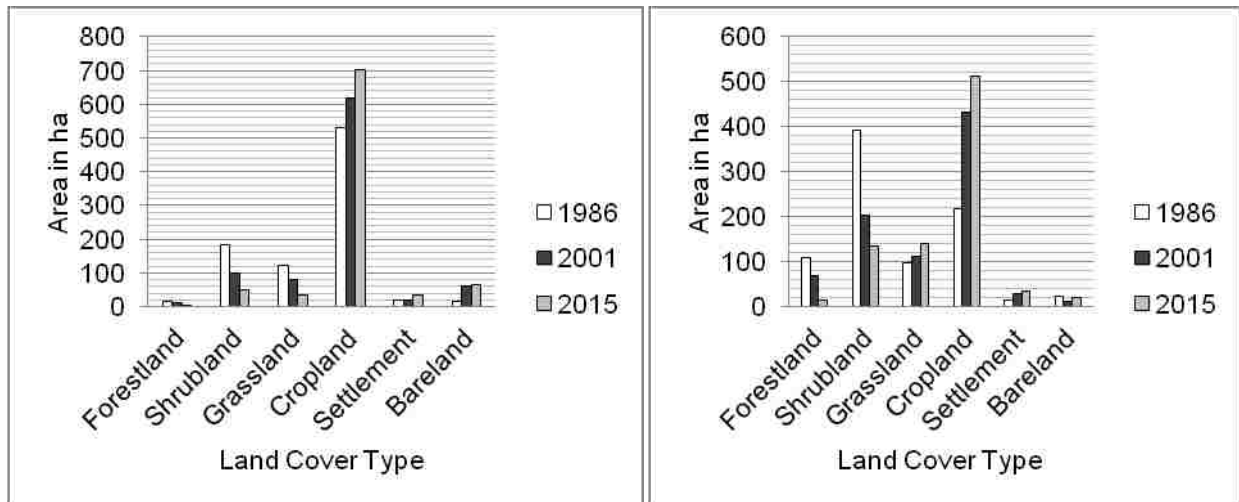 800
700
600
500
400
300
200
100
0
Area in ha
Forestland
Shrubland
Grassland
Cropland
Settlement
Bareland
Land Cover Type
1986
2001
2015
600
500
400
300
200
100
0
Area in ha
Forestland
Shrubland
Grassland
Cropland
Settlement
Bareland
Land Cover Type
1986
2001
2015